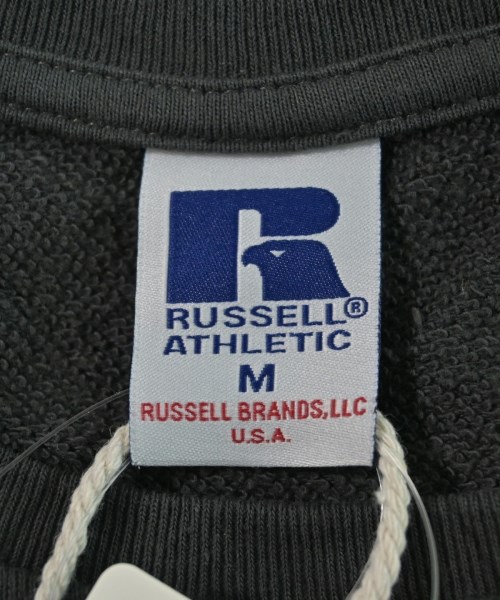 R
RUSSELL®
ATHLETIC
M
RUSSELL BRANDS,LLC
U.S.A.